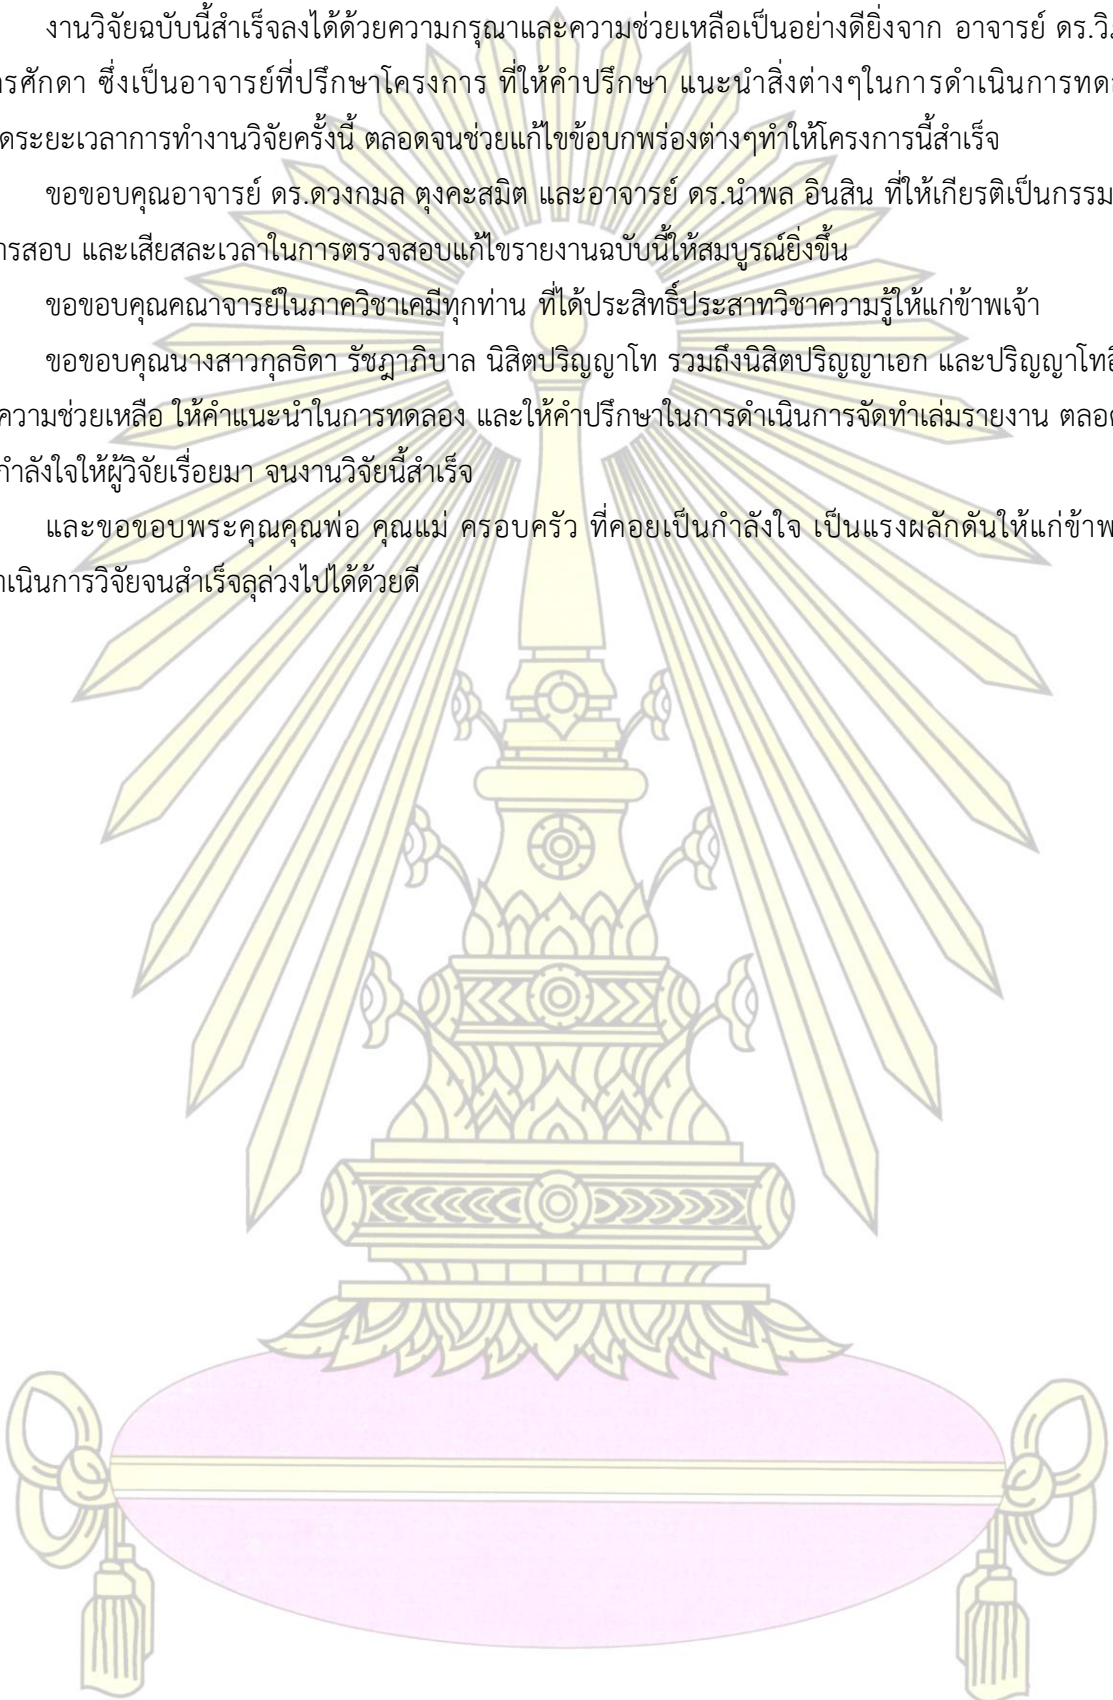 งานวิจัยฉบับนี้สำเร็จลงได้ด้วยความกรุณาและความช่วยเหลือเป็นอย่างดียิ่งจาก อาจารย์ ดร.วิ
รศักดา ซึ่งเป็นอาจารย์ที่ปรึกษาโครงการ ที่ให้คำปรึกษา แนะนำสิ่งต่างๆในการดำเนินการทด
ดระยะเวลาการทำงานวิจัยครั้งนี้ ตลอดจนช่วยแก้ไขข้อบกพร่องต่างๆทำให้โครงการนี้สำเร็จ
ขอขอบคุณอาจารย์ ดร.ดวงกมล ตุงคะสมิต และอาจารย์ ดร.นำพล อินสิน ที่ให้เกียรติเป็นกรรม
ารสอบ และเสียสละเวลาในการตรวจสอบแก้ไขรายงานฉบับนี้ให้สมบูรณ์ยิ่งขึ้น
ขอขอบคุณคณาจารย์ในภาควิชาเคมีทุกท่าน ที่ได้ประสิทธิ์ประสาทวิชาความรู้ให้แก่ข้าพเจ้า
ขอขอบคุณนางสาวกุลธิดา รัชฎาภิบาล นิสิตปริญญาโท รวมถึงนิสิตปริญญาเอก และปริญญาโท
ความช่วยเหลือ ให้คำแนะนำในการทดลอง และให้คำปรึกษาในการดำเนินการจัดทำเล่มรายงาน ตลอ
กำลังใจให้ผู้วิจัยเรื่อยมา จนงานวิจัยนี้สำเร็จ
และขอขอบพระคุณคุณพ่อ คุณแม่ ครอบครัว ที่คอยเป็นกำลังใจ เป็นแรงผลักดันให้แก่ข้าพ
ำเนินการวิจัยจนสำเร็จลุล่วงไปได้ด้วยดี